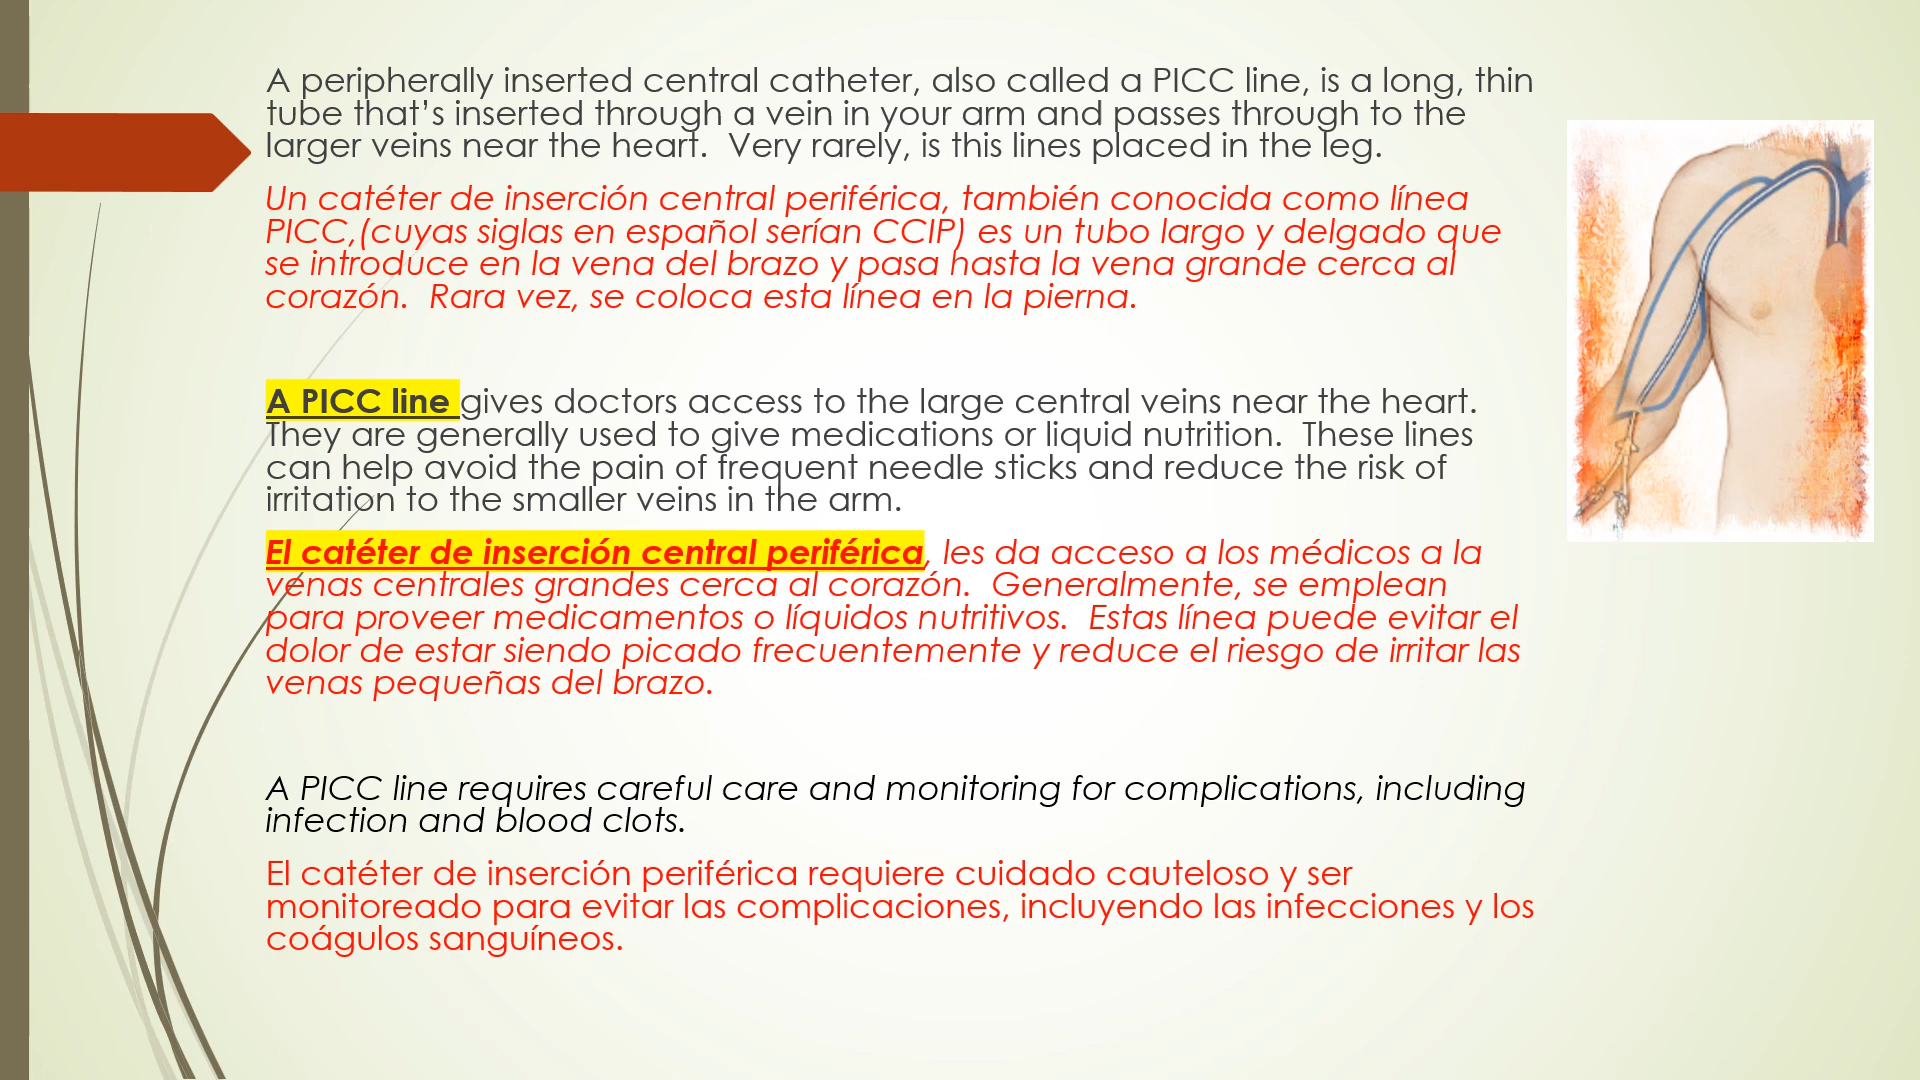 A peripherally inserted central catheter, also called a PICC line, is a long, thin
tube that’s inserted through a vein in your arm and passes through to the
larger veins near the heart.  Very rarely, is this lines placed in the leg.
Un catéter de inserción central periférica, también conocida como línea
PICC,(cuyas siglas en español serían CCIP) es un tubo largo y delgado que
se introduce en la vena del brazo y pasa hasta la vena grande cerca al
corazón.  Rara vez, se coloca esta línea en la pierna.
A PICC line gives doctors access to the large central veins near the heart.
They are generally used to give medications or liquid nutrition.  These lines
can help avoid the pain of frequent needle sticks and reduce the risk of
irritation to the smaller veins in the arm.
El catéter de inserción central periférica, les da acceso a los médicos a la
venas centrales grandes cerca al corazón.  Generalmente, se emplean
para proveer medicamentos o líquidos nutritivos.  Estas línea puede evitar el
dolor de estar siendo picado frecuentemente y reduce el riesgo de irritar las
venas pequeñas del brazo.
A PICC line requires careful care and monitoring for complications, including
infection and blood clots.
El catéter de inserción periférica requiere cuidado cauteloso y ser
monitoreado para evitar las complicaciones, incluyendo las infecciones y los
coágulos sanguíneos.